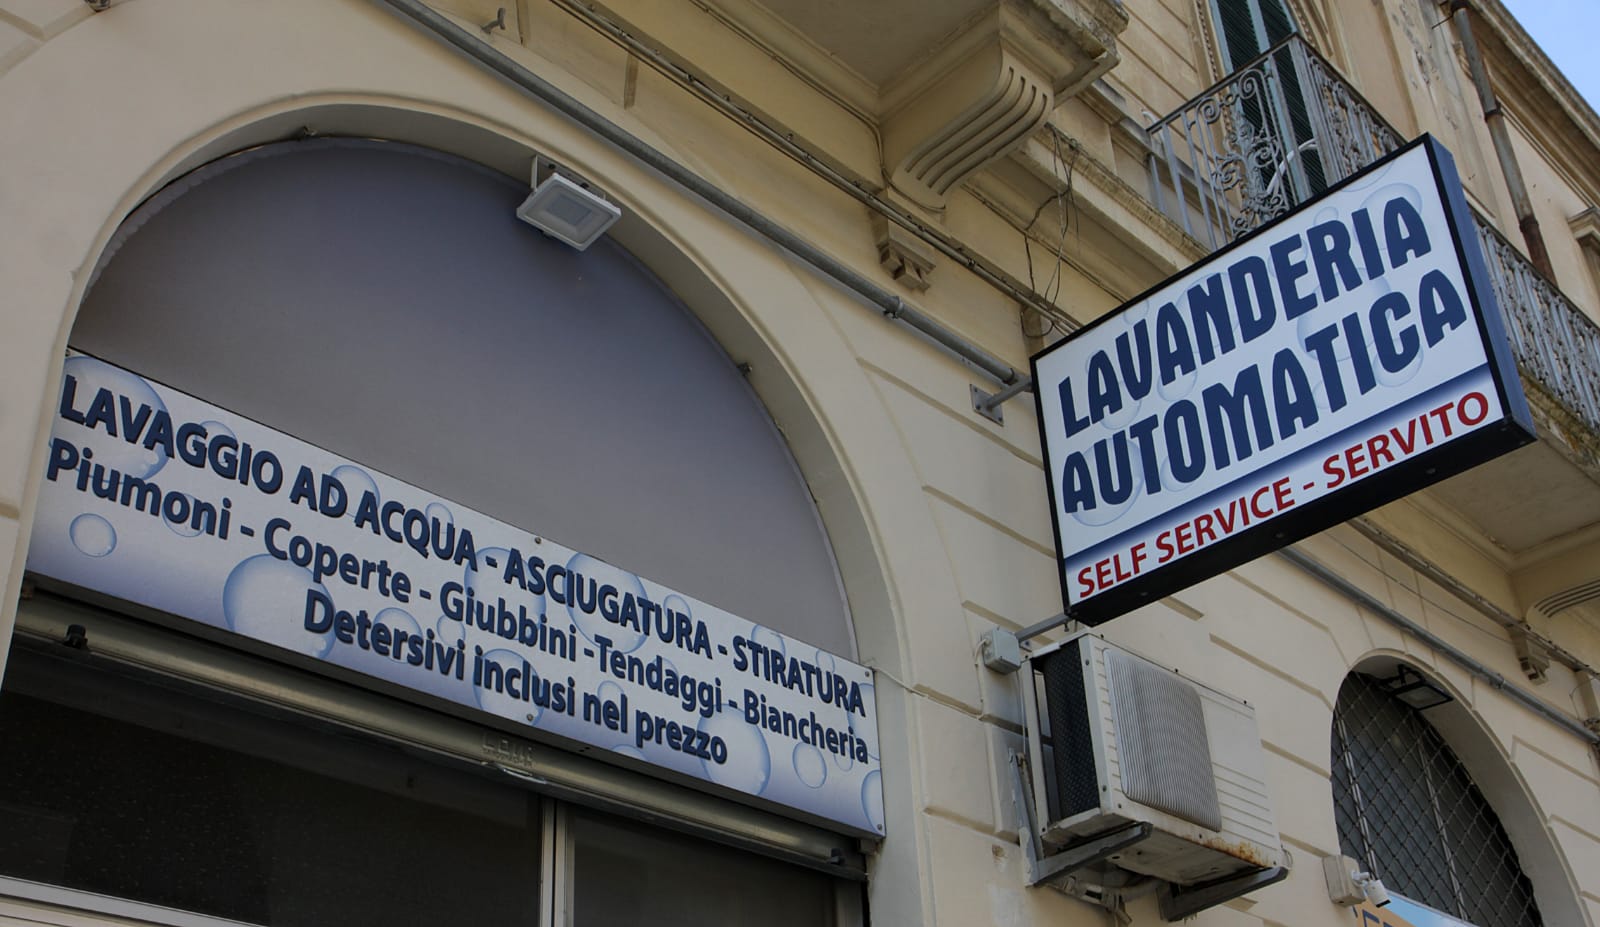 LAVAGGIO AD ACQUA - ASCIUGATURA - STIRATURA
Piumoni - Coperte - Giubbini - Tendaggi - Biancheria
Detersivi inclusi nel prezzo
LAVANDERIA
AUTOMATICA
SELF SERVICE - SERVITO